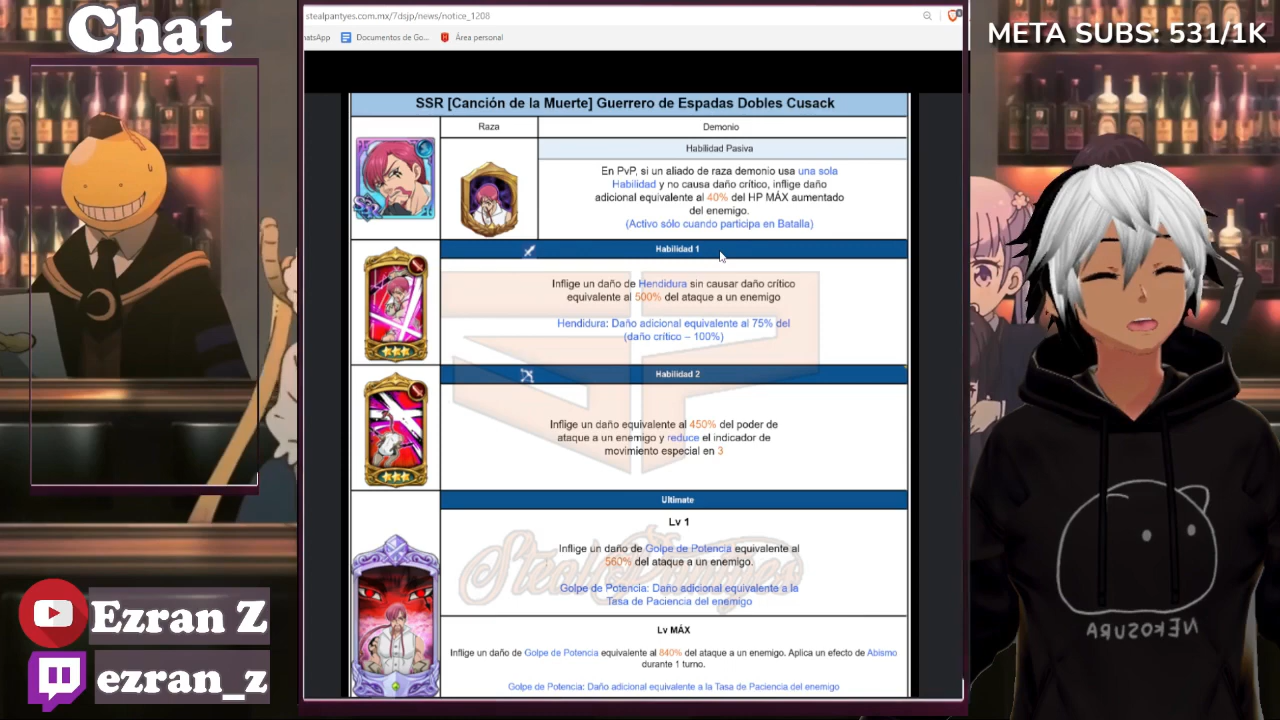 Chat
META SUBS: 531/1K
stealpantyes.com.mx/7dsjp/news/notice_1208
hatsApp
Documentos de Go...
Área personal
SSR [Canción de la Muerte] Guerrero de Espadas Dobles Cusack
Raza
Demonio
Habilidad Pasiva
En PvP, si un aliado de raza demonio usa una sola
Habilidad y no causa daño crítico, inflige daño
adicional equivalente al 40% del HP MÁX aumentado
del enemigo.
(Activo sólo cuando participa en Batalla)
Habilidad 1
Inflige un daño de Hendidura sin causar daño crítico
equivalente al 500% del ataque a un enemigo
Hendidura: Daño adicional equivalente al 75% del
(daño crítico – 100%)
Habilidad 2
Inflige un daño equivalente al 450% del poder de
ataque a un enemigo y reduce el indicador de
movimiento especial en 3
Ultimate
Lv 1
Inflige un daño de Golpe de Potencia equivalente al
560% del ataque a un enemigo.
Golpe de Potencia: Daño adicional equivalente a la
Tasa de Paciencia del enemigo
Lv MÁX
Inflige un daño de Golpe de Potencia equivalente al 840% del ataque a un enemigo. Aplica un efecto de Abismo
durante 1 turno.
Golpe de Potencia: Daño adicional equivalente a la Tasa de Paciencia del enemigo
Ezran Z
ezran_z
NEKOSURA